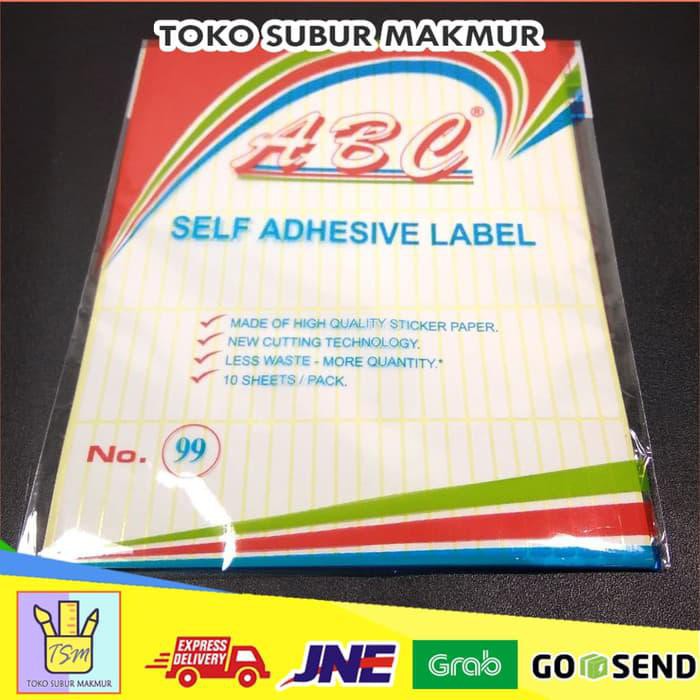 TOKO SUBUR MAKMUR
ABC®
SELF ADHESIVE LABEL
MADE OF HIGH QUALITY STICKER PAPER.
NEW CUTTING TECHNOLOGY.
LESS WASTE - MORE QUANTITY.*
10 SHEETS / PACK.
No. 99
TSM
TOKO SUBUR MAKMUR
EXPRESS
DELIVERY
JNE
Grab
GO SEND